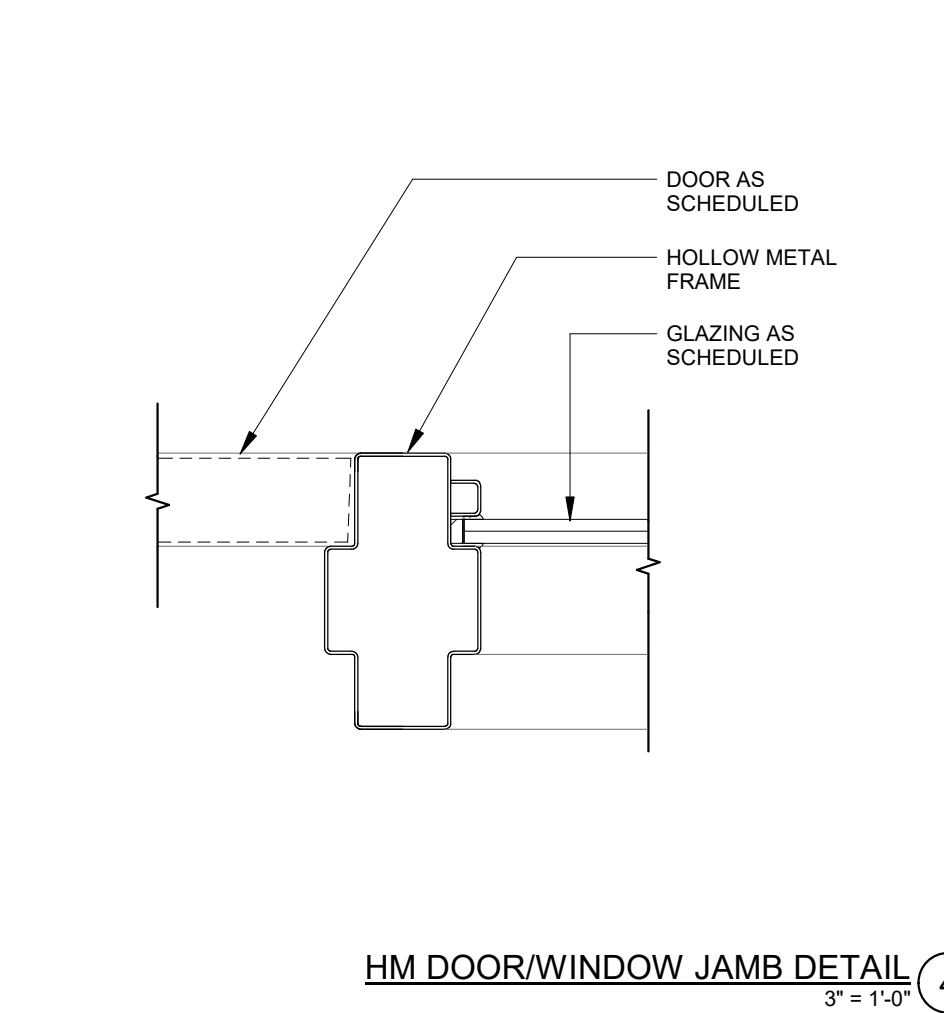 DOOR AS
SCHEDULED
HOLLOW METAL
FRAME
GLAZING AS
SCHEDULED
HM DOOR/WINDOW JAMB DETAIL
3" = 1'-0"